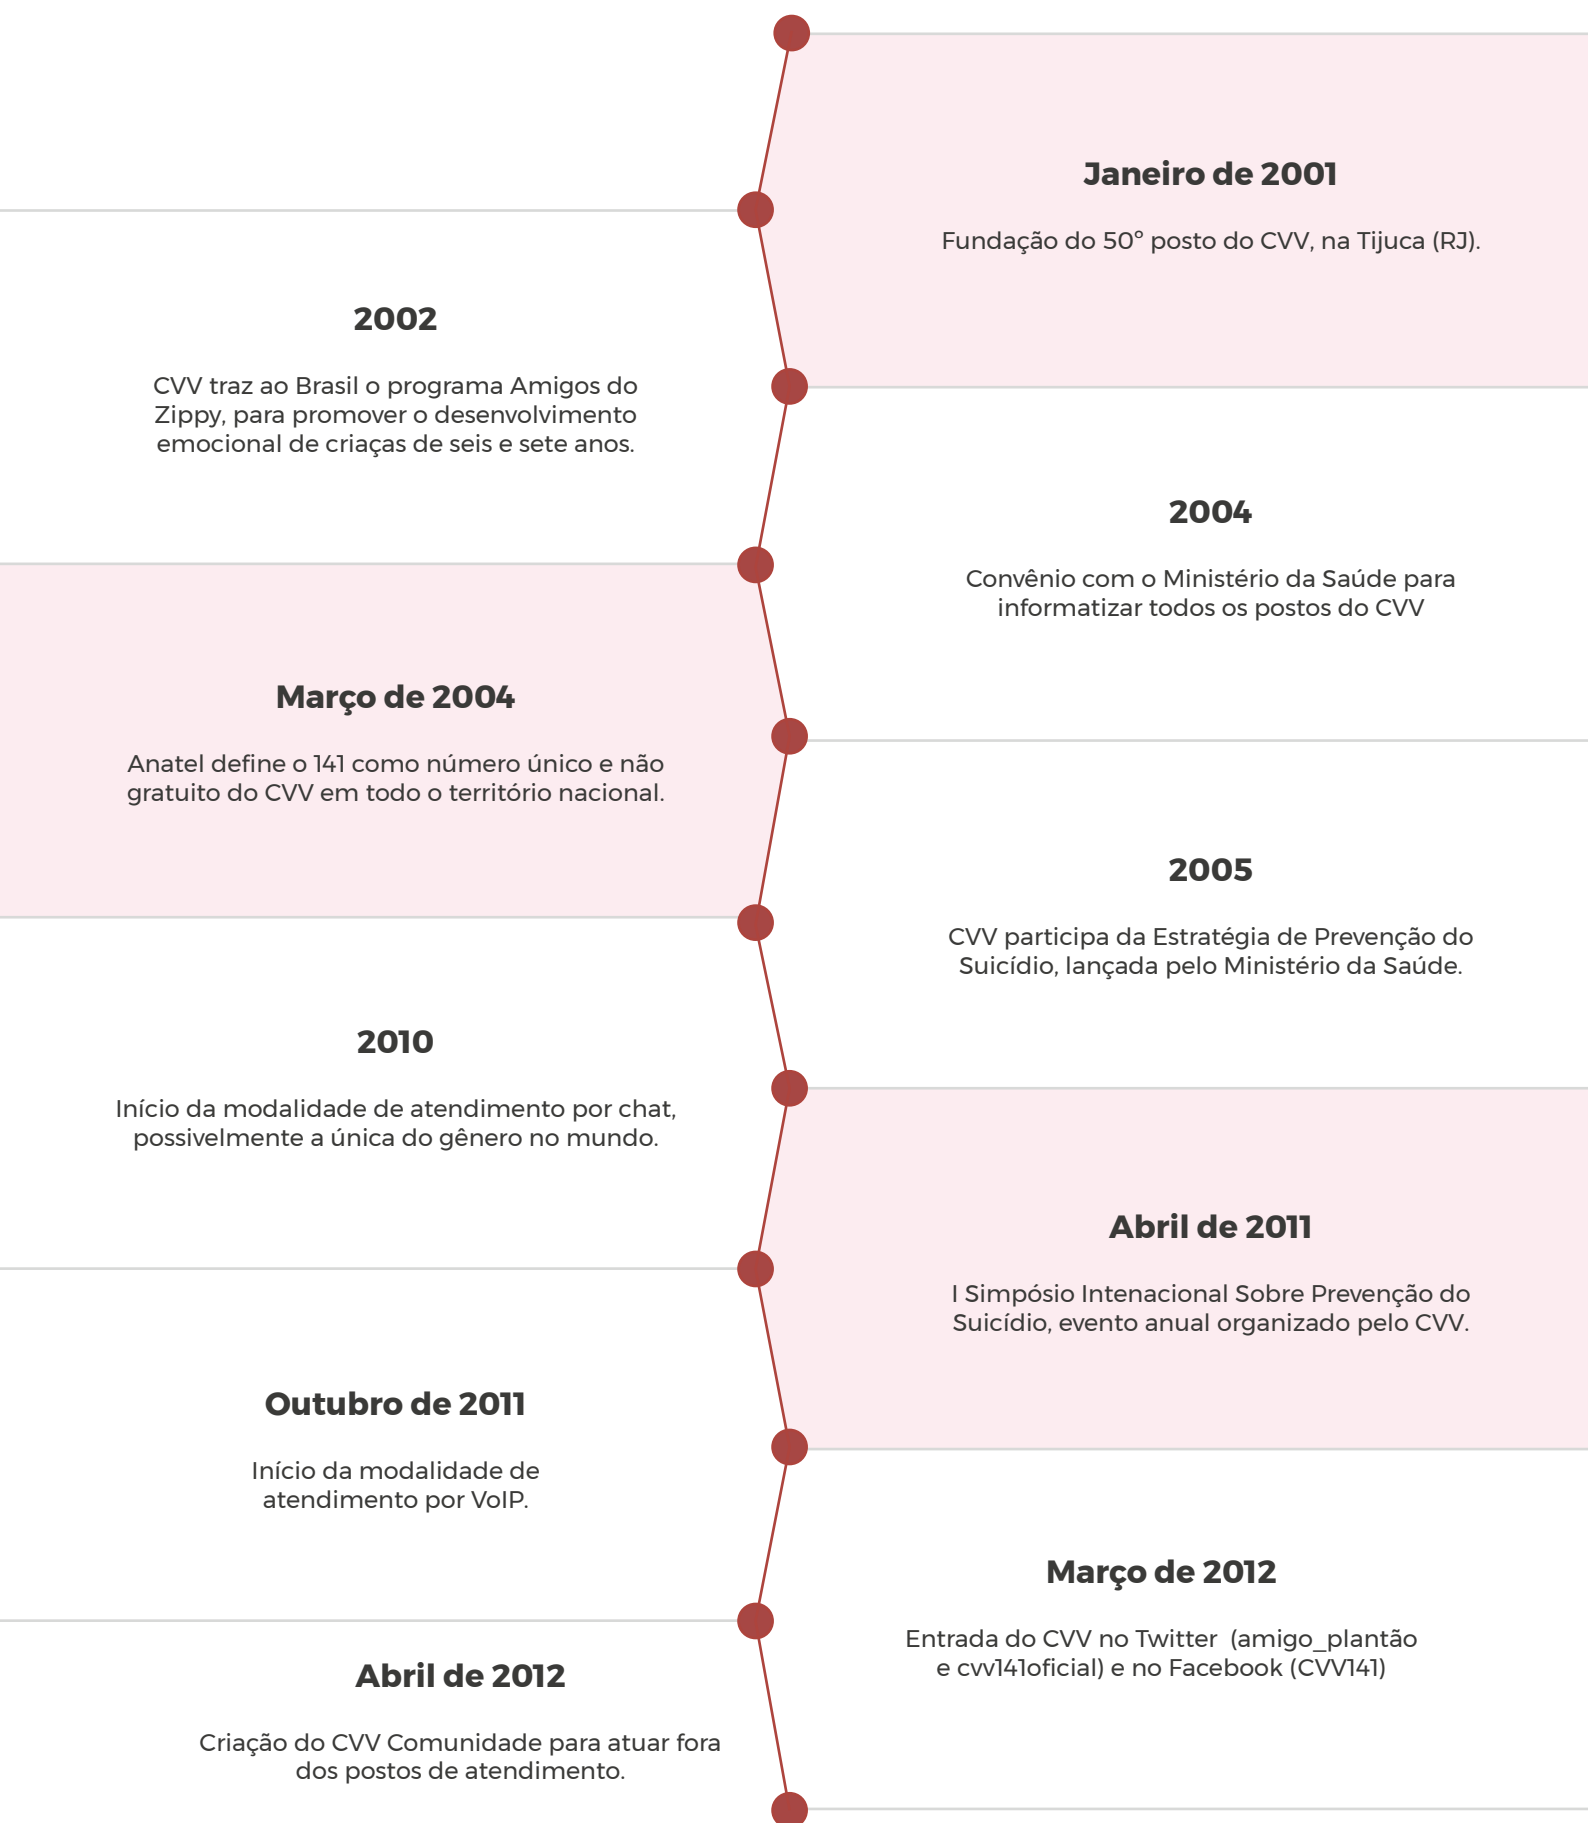 Janeiro de 2001
Fundação do 50º posto do CVV, na Tijuca (RJ).
2002
CVV traz ao Brasil o programa Amigos do
Zippy, para promover o desenvolvimento
emocional de criaças de seis e sete anos.
2004
Convênio com o Ministério da Saúde para
informatizar todos os postos do CVV
Março de 2004
Anatel define o 141 como número único e não
gratuito do CVV em todo o território nacional.
2005
CVV participa da Estratégia de Prevenção do
Suicídio, lançada pelo Ministério da Saúde.
2010
Início da modalidade de atendimento por chat,
possivelmente a única do gênero no mundo.
Abril de 2011
I Simpósio Intenacional Sobre Prevenção do
Suicídio, evento anual organizado pelo CVV.
Outubro de 2011
Início da modalidade de
atendimento por VoIP.
Março de 2012
Entrada do CVV no Twitter  (amigo_plantão
e cvv141oficial) e no Facebook (CVV141)
Abril de 2012
Criação do CVV Comunidade para atuar fora
dos postos de atendimento.